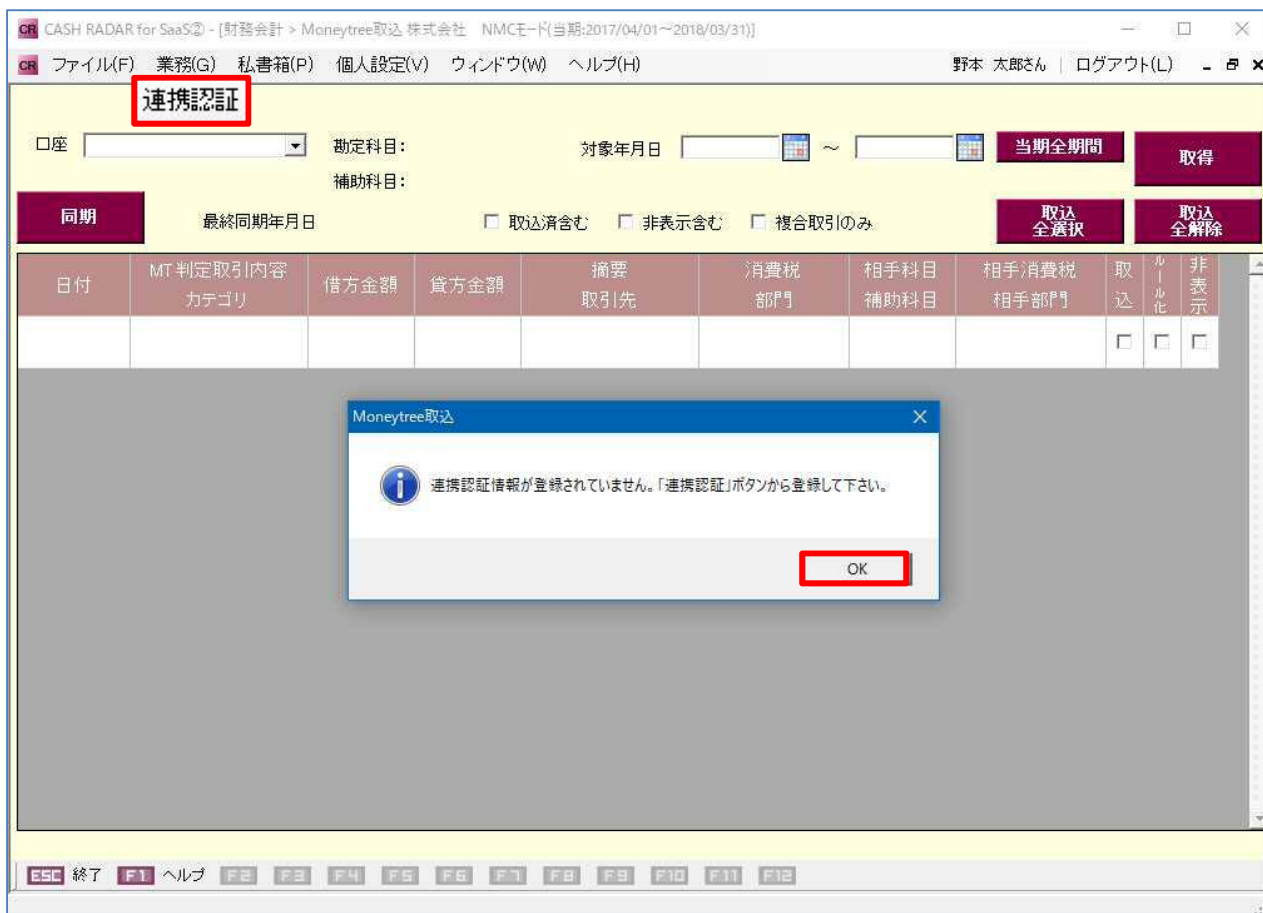 CR CASH RADAR for SaaS② - [財務会計 > Moneytree取込 株式会社 NMCモード(当期:2017/04/01～2018/03/31)]
CR ファイル(F) 業務(G) 私書箱(P) 個人設定(V) ウィンドウ(W) ヘルプ(H) 野本 太郎さん | ログアウト(L)
連携認証
口座 勘定科目: 対象年月日 ～ 当期全期間 取得
補助科目:
同期 最終同期年月日 取込済含む 非表示含む 複合取引のみ 取込全選択 取込全解除
日付 MT判定取引内容 借方金額 貸方金額 摘要 消費税 相手科目 相手消費税 取込 ルール化 非表示
カテゴリ 取引先 部門 補助科目 相手部門
Moneytree取込
連携認証情報が登録されていません。「連携認証」ボタンから登録して下さい。
OK
ESC 終了 F1 ヘルプ F2 F3 F4 F5 F6 F7 F8 F9 F10 F11 F12